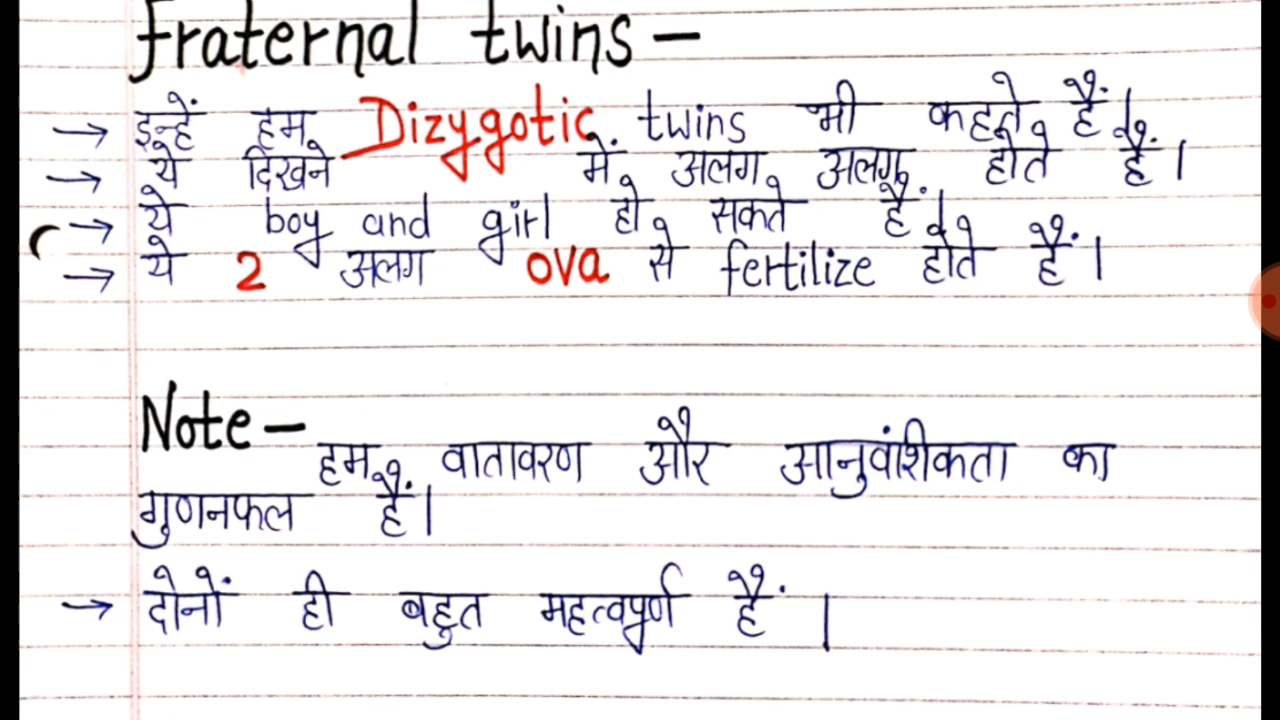 fraternal twins –
→ इन्हें हम Dizygotic twins भी कहते हैं।
→ ये दिखने में अलग अलग होते हैं।
→ ये boy and girl हो सकते हैं।
→ ये 2 अलग ova से fertilize होते हैं।
Note –
हम वातावरण और आनुवंशिकता का
गुणनफल हैं।
→ दोनों ही बहुत महत्वपूर्ण हैं ।